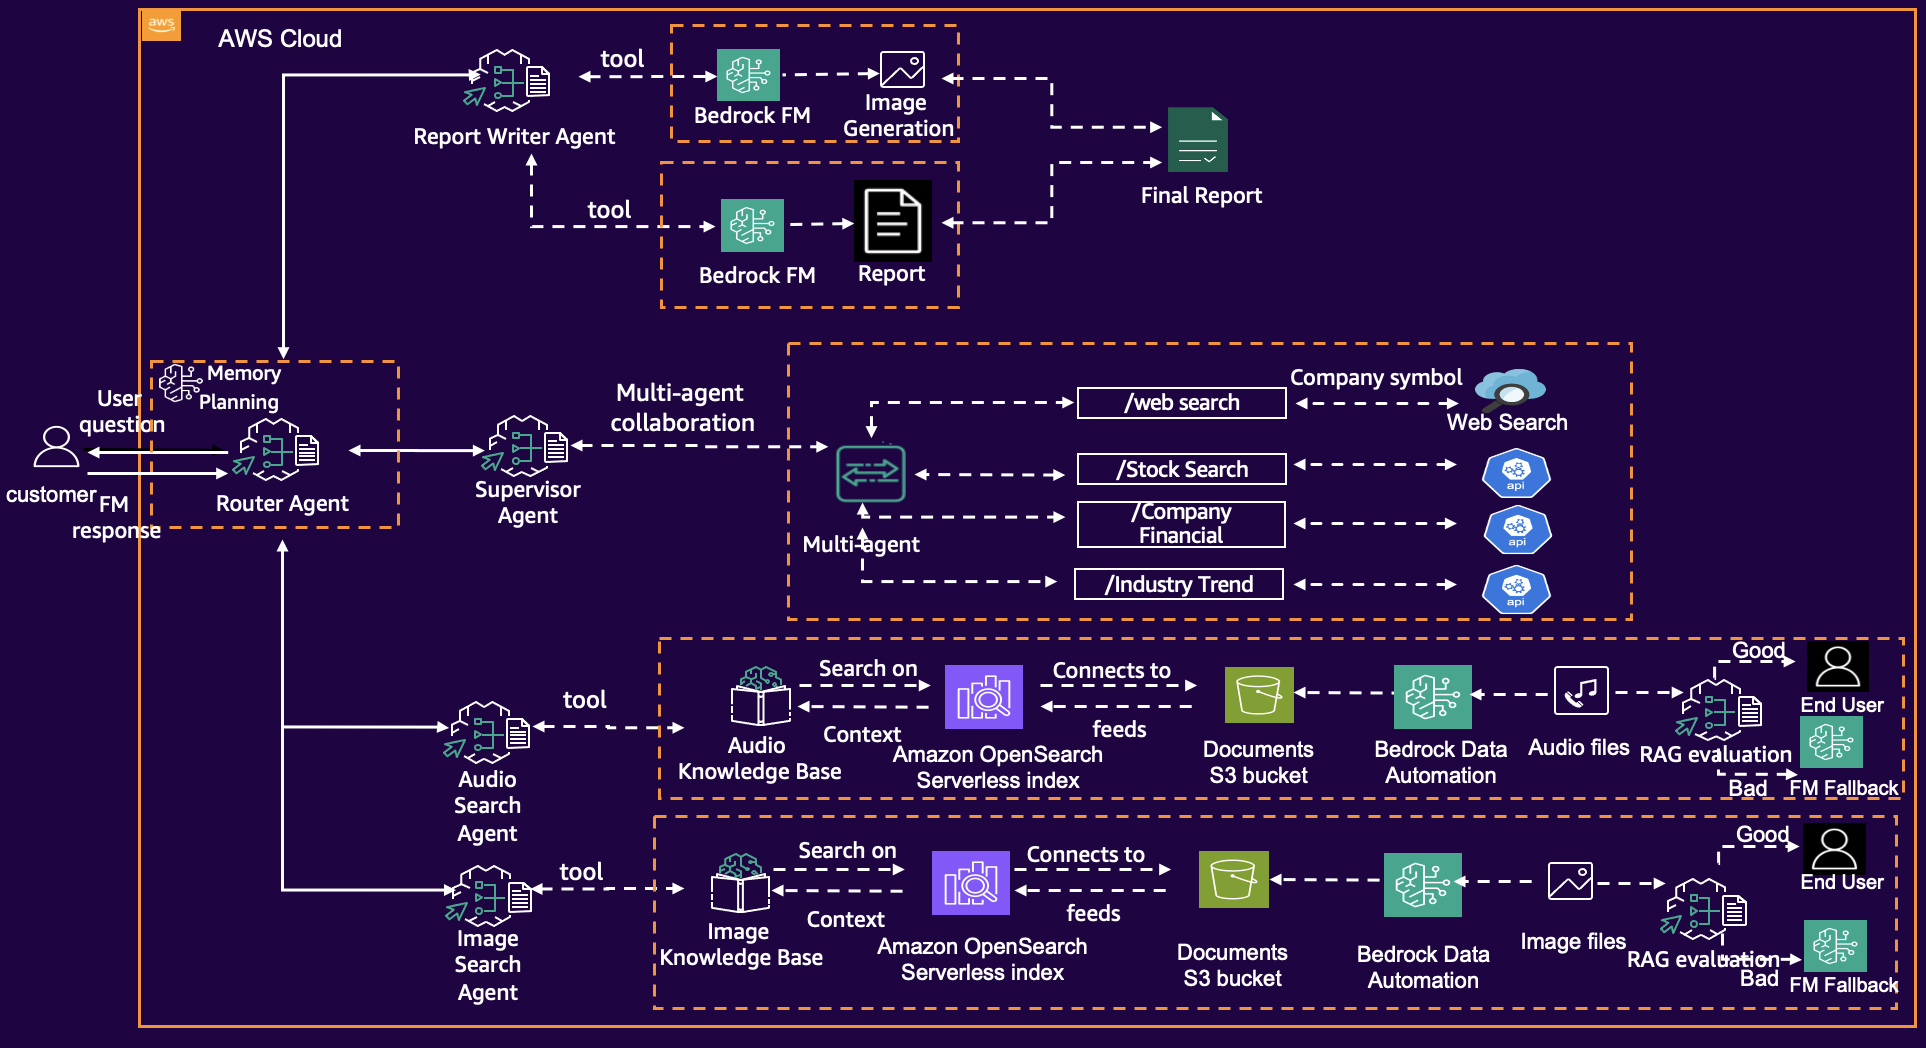 aws
AWS Cloud
tool
Bedrock FM
Image
Generation
Report Writer Agent
tool
Bedrock FM
Report
Final Report
Memory
Planning
User
question
customer
FM
response
Router Agent
Supervisor
Agent
Multi-agent
collaboration
Multi-agent
/web search
Company symbol
Web Search
/Stock Search
api
/Company
Financial
api
/Industry Trend
api
Audio
Search
Agent
tool
Audio
Knowledge Base
Search on
Context
Amazon OpenSearch
Serverless index
Connects to
feeds
Documents
S3 bucket
Bedrock Data
Automation
Audio files
RAG evaluation
Good
End User
Bad
FM Fallback
Image
Search
Agent
tool
Image
Knowledge Base
Search on
Context
Amazon OpenSearch
Serverless index
Connects to
feeds
Documents
S3 bucket
Bedrock Data
Automation
Image files
RAG evaluation
Good
End User
Bad
FM Fallback